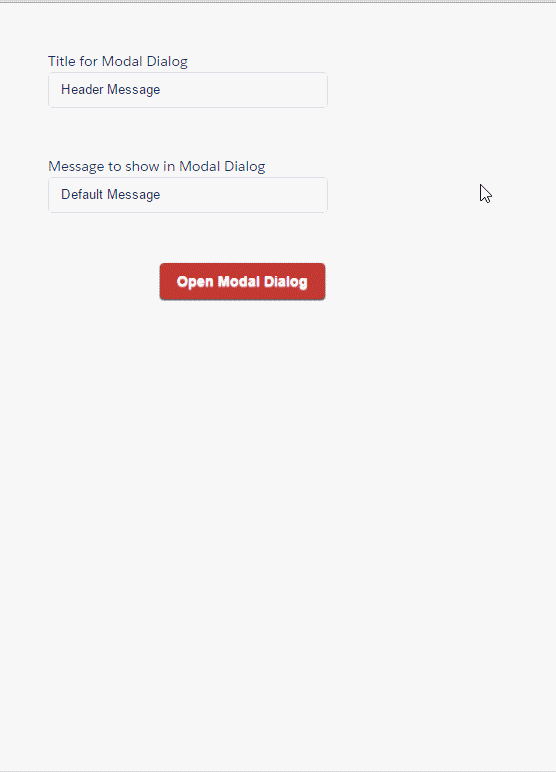 Title for Modal Dialog
Header Message
Message to show in Modal Dialog
Default Message
Open Modal Dialog